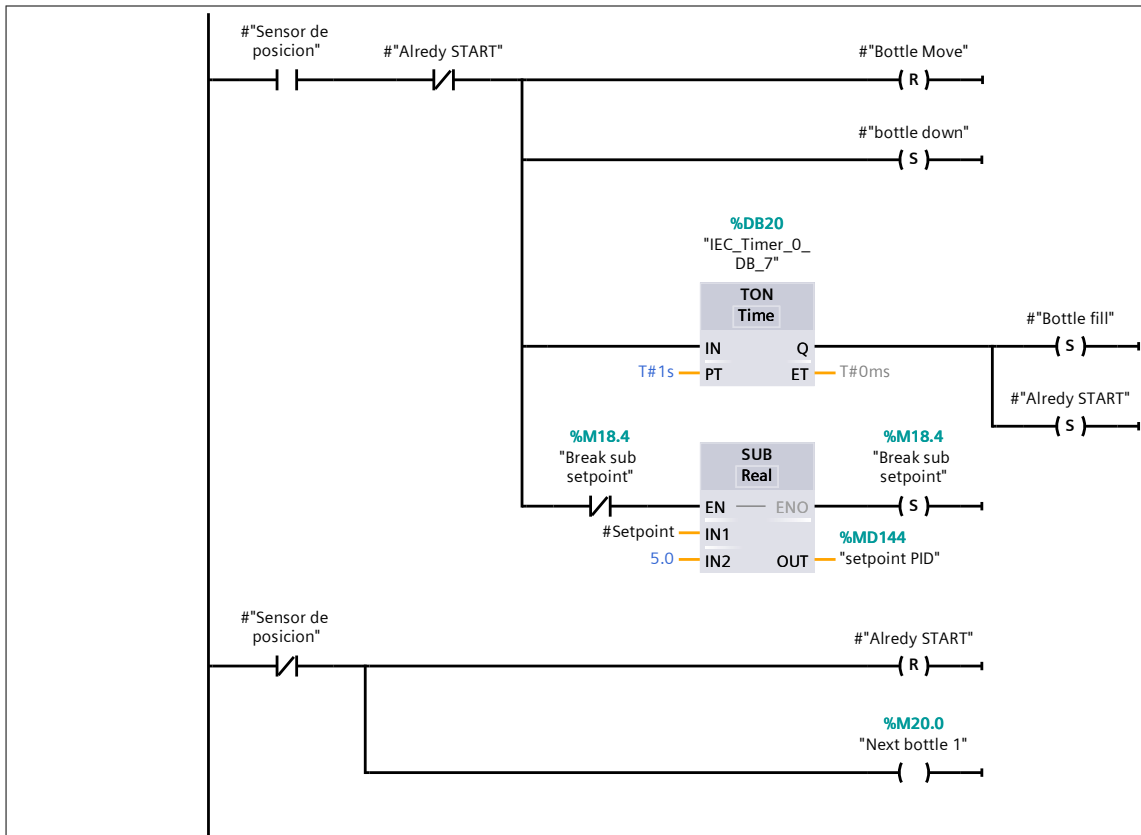 #"Sensor de
posicion"
#"Alredy START"
#"Bottle Move"
R
#"bottle down"
S
%DB20
"IEC_Timer_0_
DB_7"
TON
Time
#"Bottle fill"
IN Q S
T#1s PT ET T#0ms
#"Alredy START"
S
%M18.4
"Break sub
setpoint"
SUB
Real
%M18.4
"Break sub
setpoint"
EN ENO S
#Setpoint IN1
%MD144
5.0 IN2 OUT "setpoint PID"
#"Sensor de
posicion"
#"Alredy START"
R
%M20.0
"Next bottle 1"